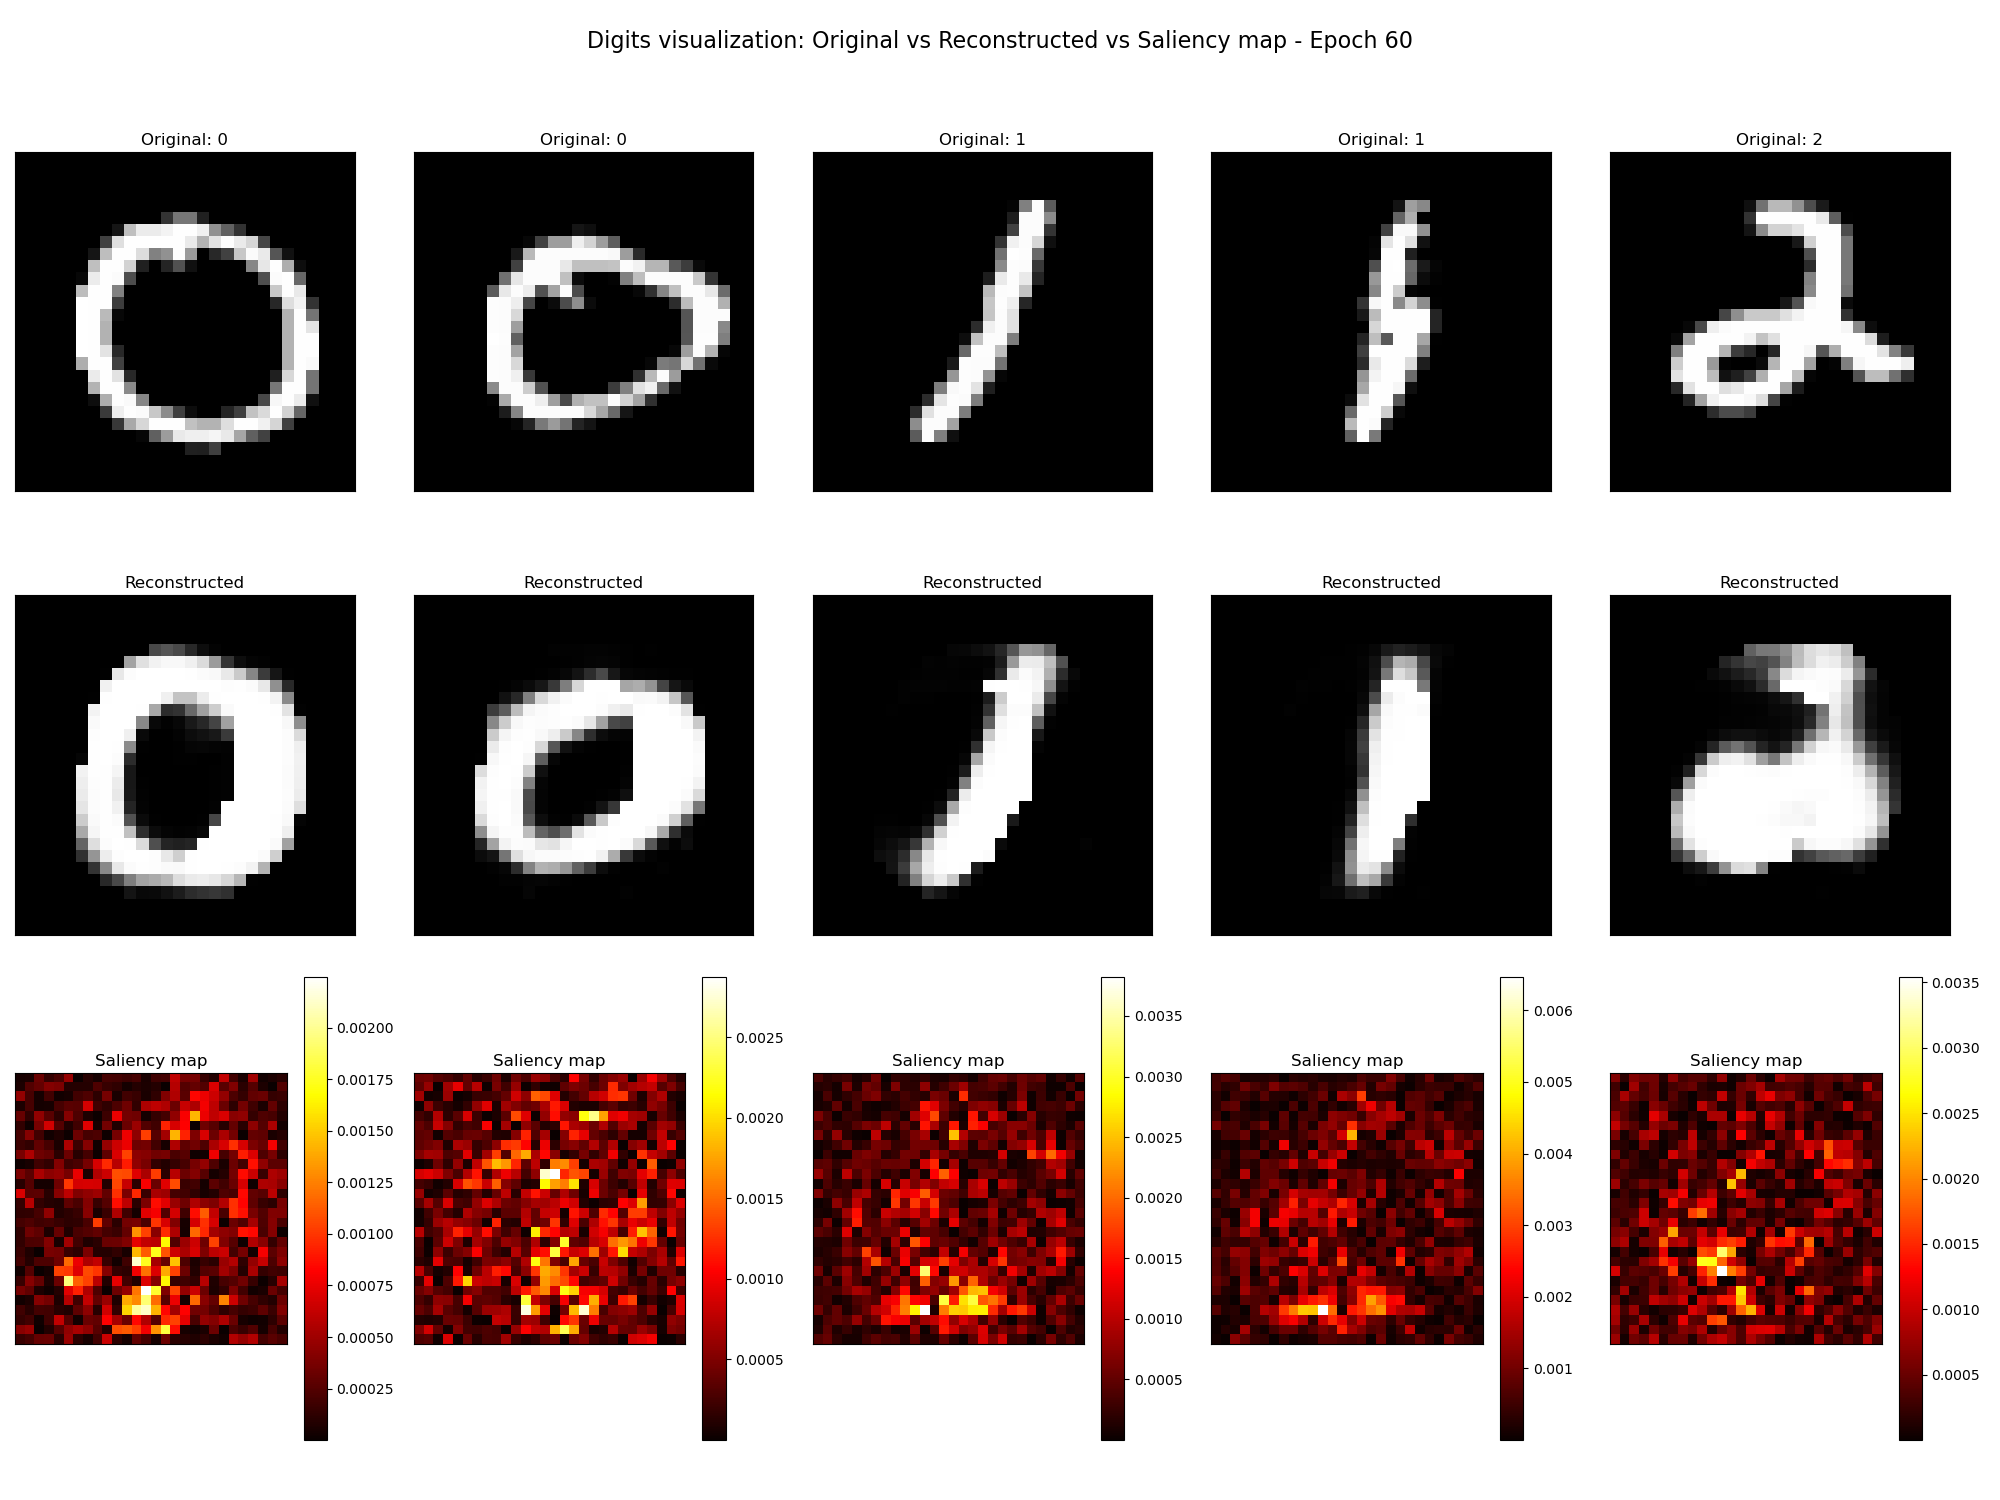 Digits visualization: Original vs Reconstructed vs Saliency map - Epoch 60
Original: 0
Original: 0
Original: 1
Original: 1
Original: 2
Reconstructed
Reconstructed
Reconstructed
Reconstructed
Reconstructed
Saliency map
0.00200
0.00175
0.00150
0.00125
0.00100
0.00075
0.00050
0.00025
Saliency map
0.0025
0.0020
0.0015
0.0010
0.0005
Saliency map
0.0035
0.0030
0.0025
0.0020
0.0015
0.0010
0.0005
Saliency map
0.006
0.005
0.004
0.003
0.002
0.001
Saliency map
0.0035
0.0030
0.0025
0.0020
0.0015
0.0010
0.0005